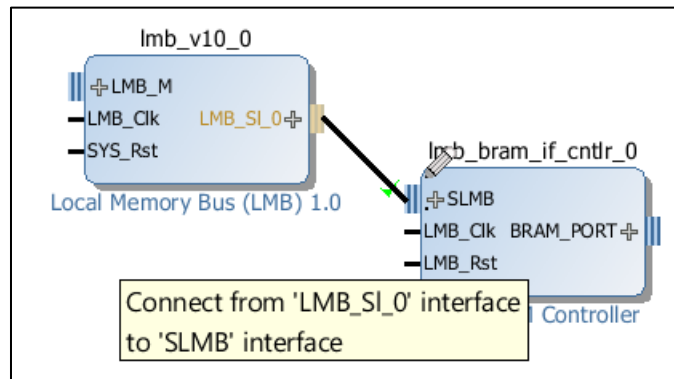 lmb_v10_0
LMB_M
LMB_Clk
LMB_Sl_0
SYS_Rst
Local Memory Bus (LMB) 1.0
lmb_bram_if_cntlr_0
SLMB
LMB_Clk
BRAM_PORT
LMB_Rst
Controller
Connect from 'LMB_Sl_0' interface
to 'SLMB' interface